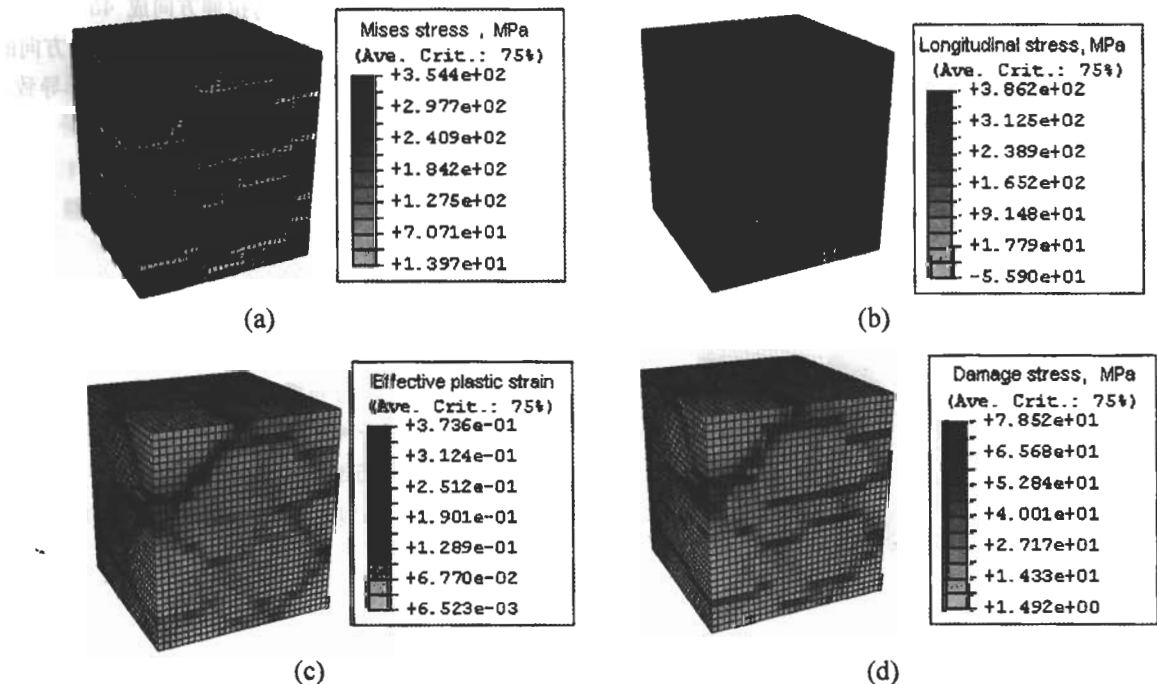 Mises stress , MPa
(Ave. Crit.: 75%)
+3.544e+02
+2.977e+02
+2.409e+02
+1.842e+02
+1.275e+02
+7.071e+01
+1.397e+01
(a)
Longitudinal stress, MPa
(Ave. Crit.: 75%)
+3.862e+02
+3.125e+02
+2.389e+02
+1.652e+02
+9.148e+01
+1.779e+01
-5.590e+01
(b)
Effective plastic strain
(Ave. Crit.: 75%)
+3.736e-01
+3.124e-01
+2.512e-01
+1.901e-01
+1.289e-01
+6.770e-02
+6.523e-03
(c)
Damage stress, MPa
(Ave. Crit.: 75%)
+7.852e+01
+6.568e+01
+5.284e+01
+4.001e+01
+2.717e+01
+1.433e+01
+1.492e+00
(d)